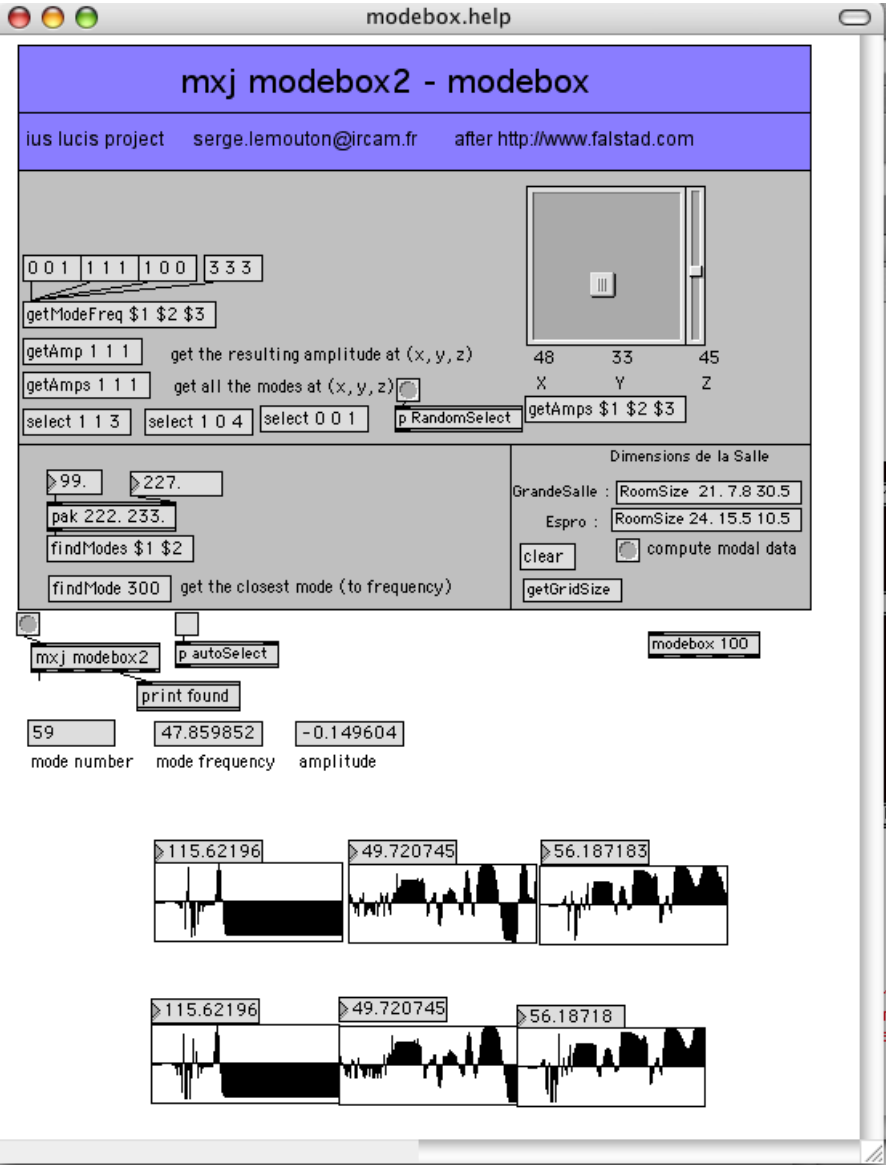 modebox.help
mxj modebox2 - modebox
ius lucis project serge.lemouton@ircam.fr after http://www.falstad.com
0 0 1 1 1 1 1 0 0 3 3 3
getModeFreq $1 $2 $3
getAmp 1 1 1 get the resulting amplitude at (x, y, z)
48 33 45
getAmps 1 1 1 get all the modes at (x, y, z)
X Y Z
select 1 1 3 select 1 0 4 select 0 0 1 p RandomSelect getAmps $1 $2 $3
Dimensions de la Salle
99. 227.
GrandeSalle : RoomSize 21. 7.8 30.5
pak 222. 233.
Espro : RoomSize 24. 15.5 10.5
findModes $1 $2
clear compute modal data
findMode 300 get the closest mode (to frequency)
getGridSize
mxj modebox2 p autoSelect modebox 100
print found
59 47.859852 -0.149604
mode number mode frequency amplitude
115.62196 49.720745 56.187183
115.62196 49.720745 56.18718